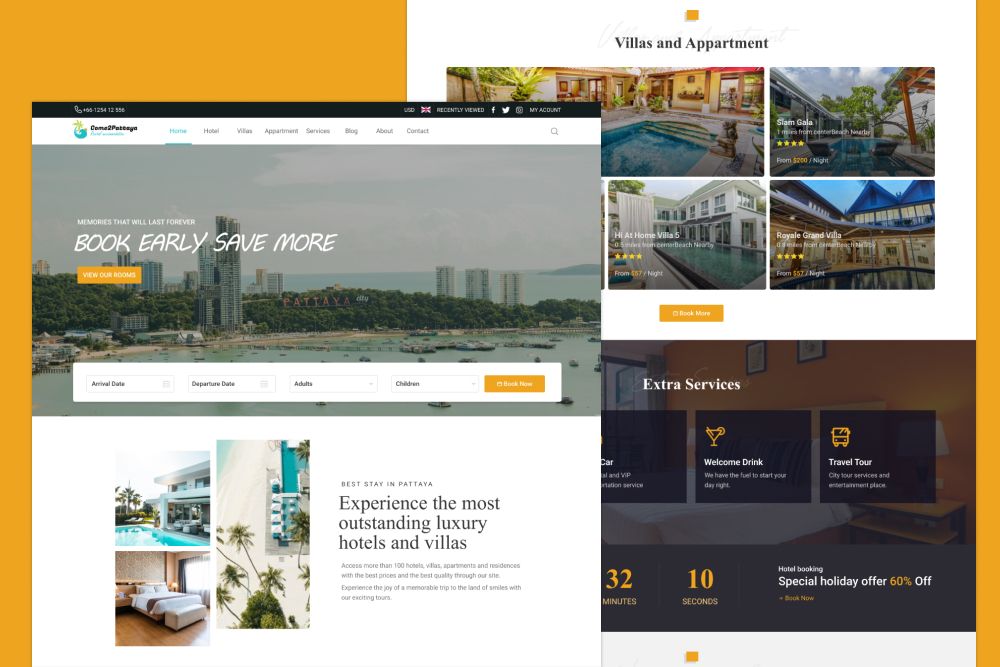 +66-1254 12 556
USD
RECENTLY VIEWED
MY ACOUNT
Come2Pattaya
Home
Hotel
Villas
Appartment
Services
Blog
About
Contact
MEMORIES THAT WILL LAST FOREVER
BOOK EARLY SAVE MORE
VIEW OUR ROOMS
PATTAYA city
Arrival Date
Departure Date
Adults
Children
Book Now
BEST STAY IN PATTAYA
Experience the most
outstanding luxury
hotels and villas
Access more than 100 hotels, villas, apartments and residences
with the best prices and the best quality through our site.
Experience the joy of a memorable trip to the land of smiles with
our exciting tours.
Villas and Appartment
Siam Gala
1 miles from centerBeach Nearby
From $200 / Night
Hi At Home Villa 5
0.5 miles from centerBeach Nearby
From $57 / Night
Royale Grand Villa
0.8 miles from centerBeach Nearby
From $57 / Night
Book More
Extra Services
Car
tal and VIP
ortation service
Welcome Drink
We have the fuel to start your
day right.
Travel Tour
City tour services and
entertainment place.
32
MINUTES
10
SECONDS
Hotel booking
Special holiday offer 60% Off
Book Now